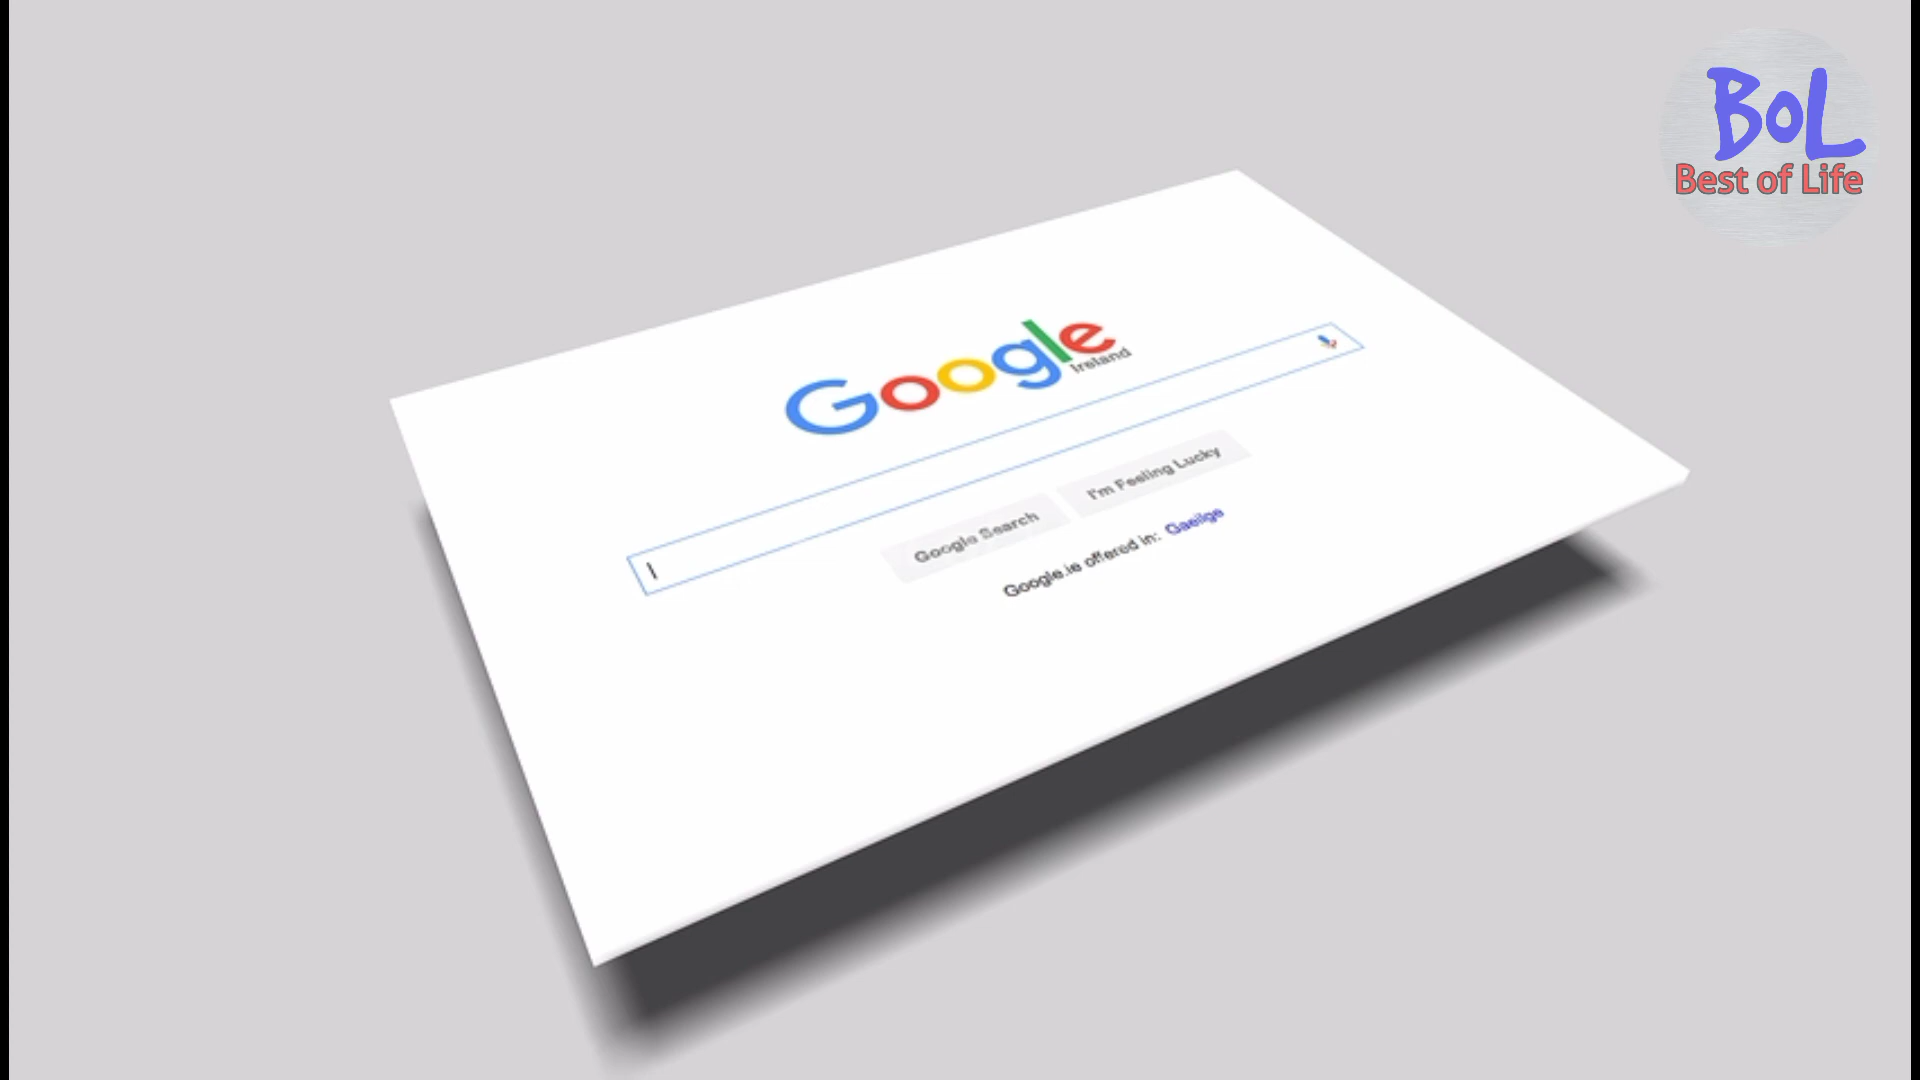 BoL
Best of Life
Google
Ireland
Google Search
I'm Feeling Lucky
Google.ie offered in: Gaeilge